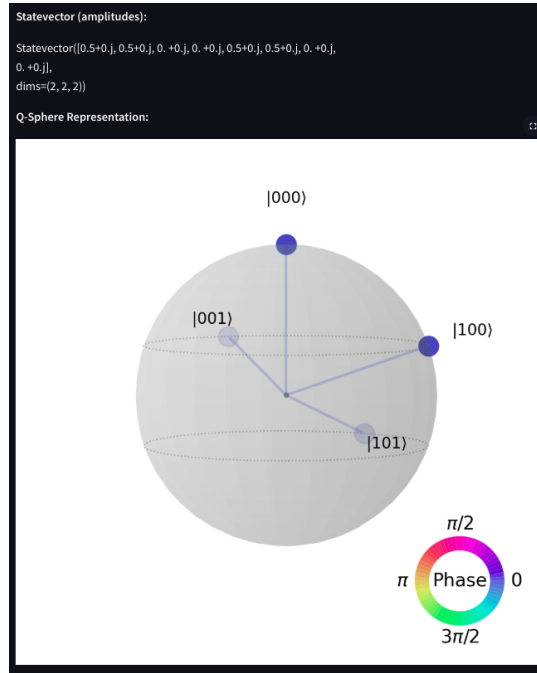 Statevector (amplitudes):
Statevector([0.5+0.j, 0.5+0.j, 0. +0.j, 0. +0.j, 0.5+0.j, 0.5+0.j, 0. +0.j,
0. +0.j],
dims=(2, 2, 2))
Q-Sphere Representation:
|000⟩
|001⟩
|100⟩
|101⟩
π/2
π Phase 0
3π/2